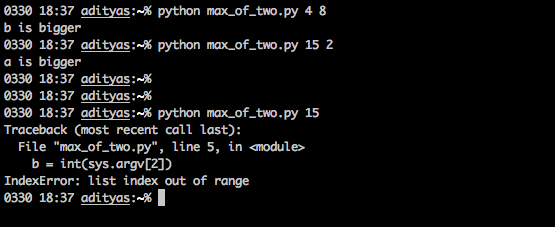 0330 18:37 adityas:~% python max_of_two.py 4 8
b is bigger
0330 18:37 adityas:~% python max_of_two.py 15 2
a is bigger
0330 18:37 adityas:~%
0330 18:37 adityas:~%
0330 18:37 adityas:~% python max_of_two.py 15
Traceback (most recent call last):
  File "max_of_two.py", line 5, in <module>
    b = int(sys.argv[2])
IndexError: list index out of range
0330 18:37 adityas:~%